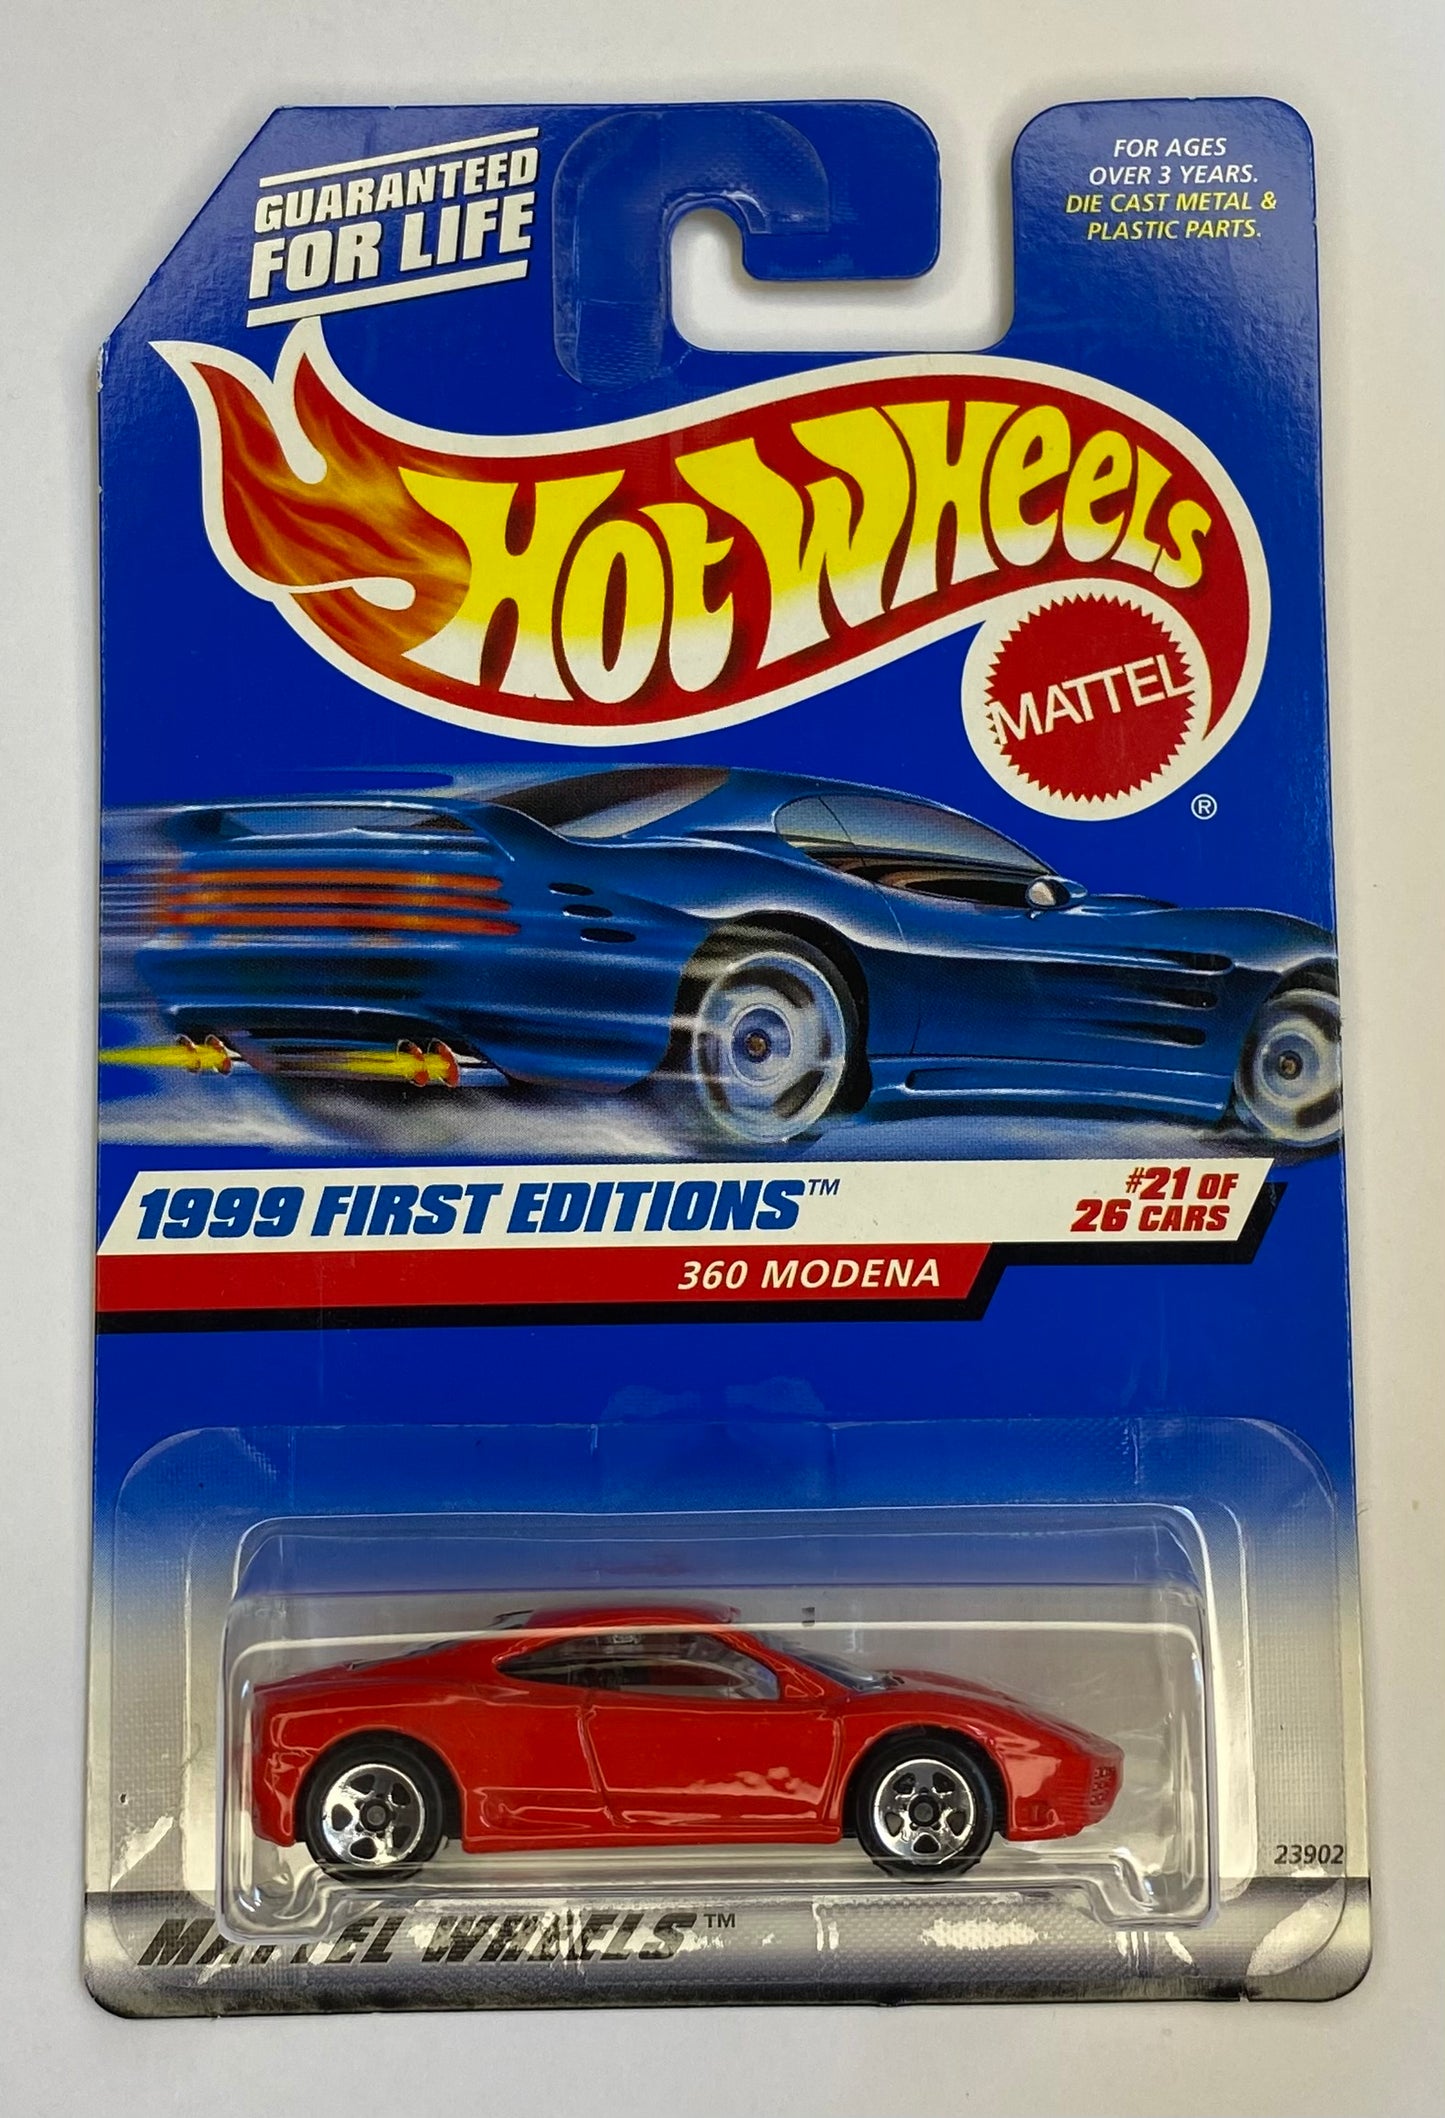 GUARANTEED
FOR LIFE
FOR AGES
OVER 3 YEARS.
DIE CAST METAL &
PLASTIC PARTS.
HOT WHEELS
MATTEL
®
1999 FIRST EDITIONS™
#21 OF
26 CARS
360 MODENA
23902
MATTEL WHEELS™